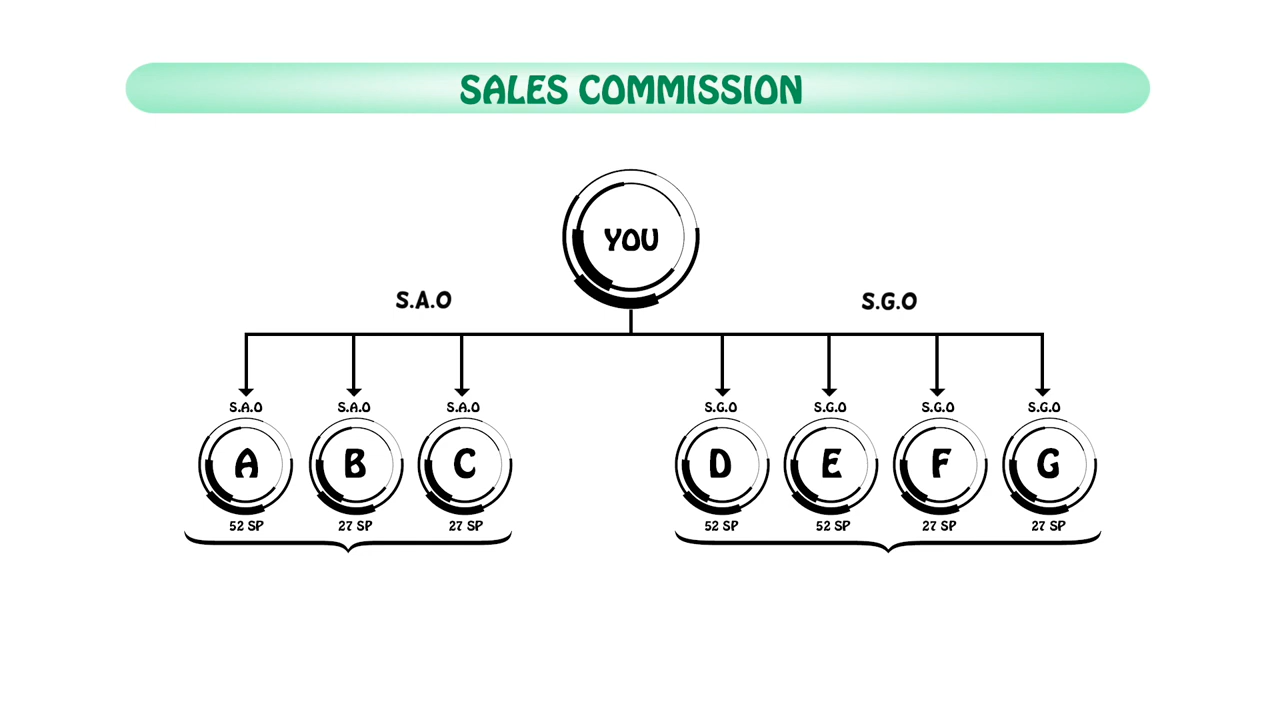 SALES COMMISSION
YOU
S.A.O
S.G.O
S.A.O S.A.O S.A.O S.G.O S.G.O S.G.O S.G.O
A B C D E F G
52 SP 27 SP 27 SP 52 SP 52 SP 27 SP 27 SP